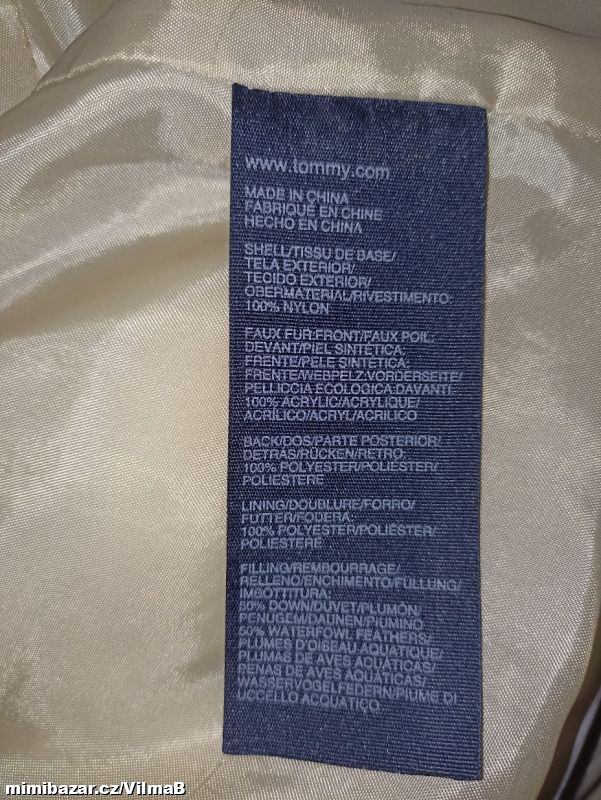 www.tommy.com
MADE IN CHINA
FABRIQUÉ EN CHINE
HECHO EN CHINA
SHELL/TISSU DE BASE/
TELA EXTERIOR/
TECIDO EXTERIOR/
OBERMATERIAL/RIVESTIMENTO:
100% NYLON
FAUX FUR:FRONT/FAUX POIL:
DEVANT/PIEL SINTÉTICA:
FRENTE/PELE SINTÉTICA:
FRENTE/WEBPELZ:VORDERSEITE/
PELLICCIA ECOLOGICA:DAVANTI:
100% ACRYLIC/ACRYLIQUE/
ACRÍLICO/ACRYL/ACRILICO
BACK/DOS/PARTE POSTERIOR/
DETRÁS/RÜCKEN/RETRO:
100% POLYESTER/POLIÉSTER/
POLIESTERE
LINING/DOUBLURE/FORRO/
FUTTER/FODERA:
100% POLYESTER/POLIÉSTER/
POLIESTERE
FILLING/REMBOURRAGE/
RELLENO/ENCHIMENTO/FÜLLUNG/
IMBOTTITURA:
50% DOWN/DUVET/PLUMÓN/
PENUGEM/DAUNEN/PIUMINO
50% WATERFOWL FEATHERS/
PLUMES D'OISEAU AQUATIQUE/
PLUMAS DE AVES ACUÁTICAS/
PENAS DE AVES AQUÁTICAS/
WASSERVOGELFEDERN/PIUME DI
UCCELLO ACQUATICO
mimibazar.cz/VilmaB